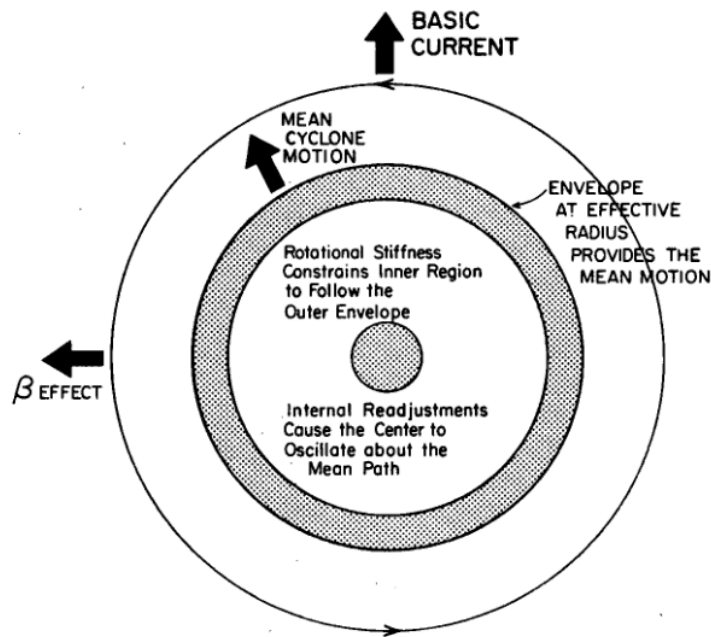 BASIC
CURRENT
MEAN
CYCLONE
MOTION
ENVELOPE
AT EFFECTIVE
RADIUS
PROVIDES THE
MEAN MOTION
Rotational Stiffness
Constrains Inner Region
to Follow the
Outer Envelope
β EFFECT
Internal Readjustments
Cause the Center to
Oscillate about the
Mean Path